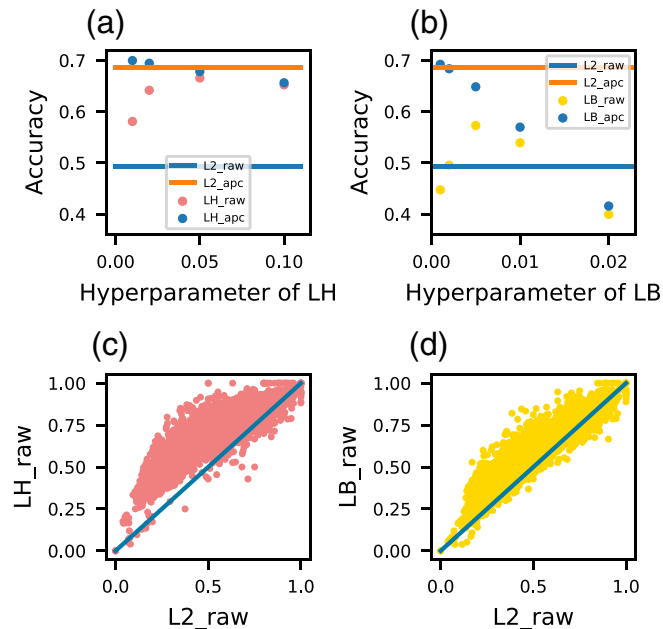 (a)
(b)
Accuracy
0.7
0.6
0.5
0.4
L2_raw
L2_apc
LH_raw
LH_apc
0.00
0.05
0.10
Hyperparameter of LH
Accuracy
0.7
0.6
0.5
0.4
L2_raw
L2_apc
LB_raw
LB_apc
0.00
0.01
0.02
Hyperparameter of LB
(c)
(d)
LH_raw
1.00
0.75
0.50
0.25
0.00
0.0
0.5
1.0
L2_raw
LB_raw
1.00
0.75
0.50
0.25
0.00
0.0
0.5
1.0
L2_raw